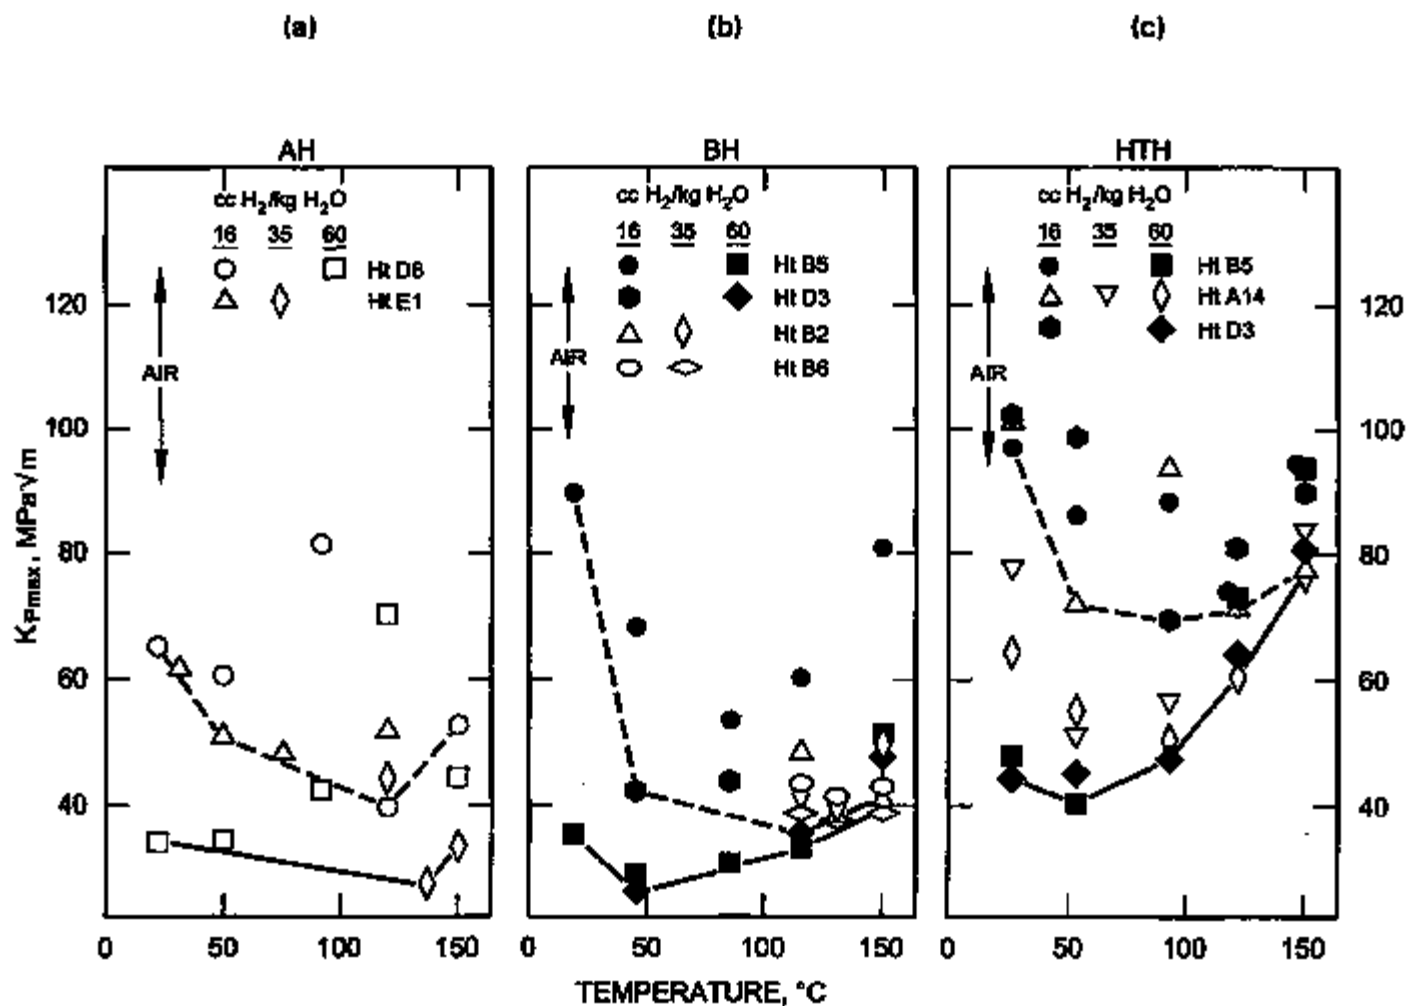 (a)
(b)
(c)
AH
BH
HTH
cc H2/kg H2O
16 35 60
Ht D8
Ht E1
AIR
cc H2/kg H2O
16 35 60
Ht B5
Ht D3
Ht B2
Ht B6
AIR
cc H2/kg H2O
16 35 60
Ht B5
Ht A14
Ht D3
AIR
KPmax, MPa√m
120
100
80
60
40
120
100
80
60
40
0 50 100 150
0 50 100 150
0 50 100 150
TEMPERATURE, °C